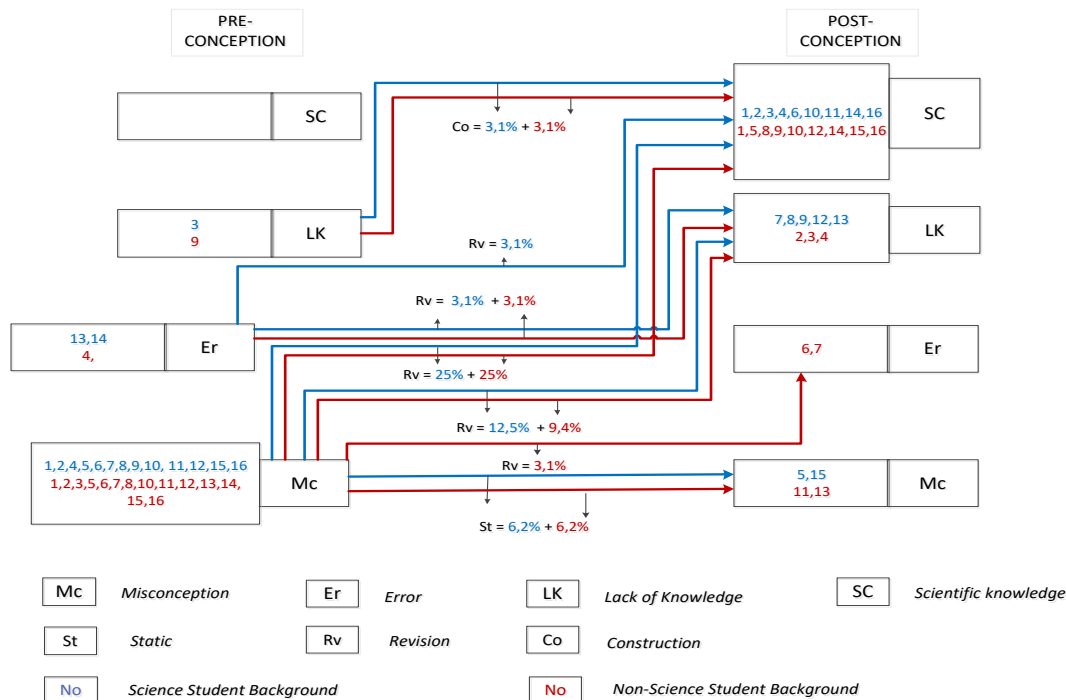 PRE-
CONCEPTION
POST-
CONCEPTION
SC
1,2,3,4,6,10,11,14,16
1,5,8,9,10,12,14,15,16
SC
Co = 3,1% + 3,1%
3
9
LK
7,8,9,12,13
2,3,4
LK
Rv = 3,1%
Rv = 3,1% + 3,1%
13,14
4,
Er
6,7
Er
Rv = 25% + 25%
Rv = 12,5% + 9,4%
Rv = 3,1%
1,2,4,5,6,7,8,9,10, 11,12,15,16
1,2,3,5,6,7,8,10,11,12,13,14,
15,16
Mc
5,15
11,13
Mc
St = 6,2% + 6,2%
Mc Misconception Er Error LK Lack of Knowledge SC Scientific knowledge
St Static Rv Revision Co Construction
No Science Student Background No Non-Science Student Background